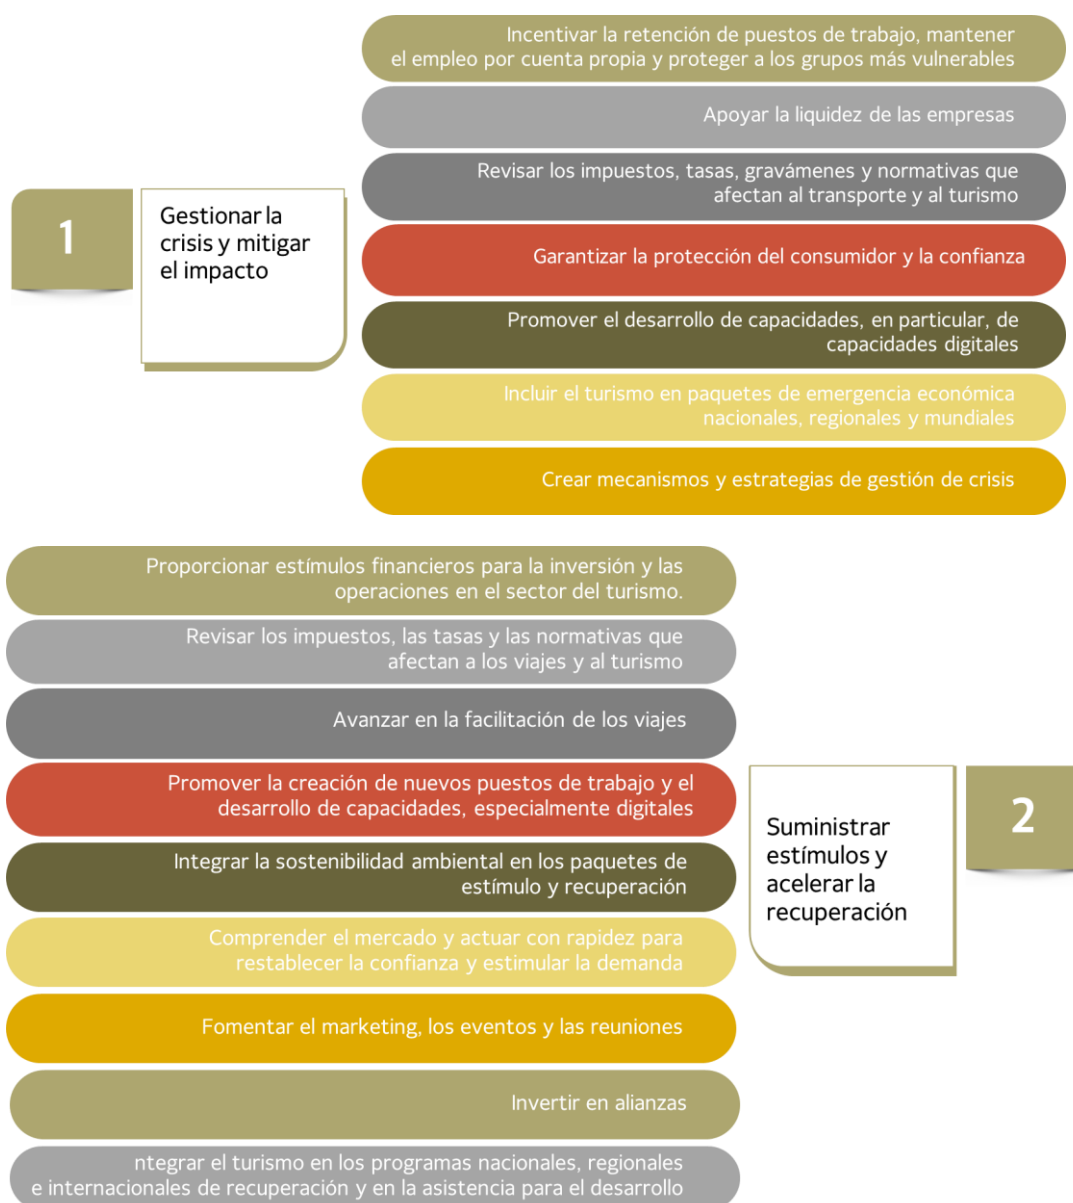 Incentivar la retención de puestos de trabajo, mantener
el empleo por cuenta propia y proteger a los grupos más vulnerables
Apoyar la liquidez de las empresas
Revisar los impuestos, tasas, gravámenes y normativas que
afectan al transporte y al turismo
1
Gestionar la
crisis y mitigar
el impacto
Garantizar la protección del consumidor y la confianza
Promover el desarrollo de capacidades, en particular, de
capacidades digitales
Incluir el turismo en paquetes de emergencia económica
nacionales, regionales y mundiales
Crear mecanismos y estrategias de gestión de crisis
Proporcionar estímulos financieros para la inversión y las
operaciones en el sector del turismo.
Revisar los impuestos, las tasas y las normativas que
afectan a los viajes y al turismo
Avanzar en la facilitación de los viajes
Promover la creación de nuevos puestos de trabajo y el
desarrollo de capacidades, especialmente digitales
Integrar la sostenibilidad ambiental en los paquetes de
estímulo y recuperación
Suministrar
estímulos y
acelerar la
recuperación
2
Comprender el mercado y actuar con rapidez para
restablecer la confianza y estimular la demanda
Fomentar el marketing, los eventos y las reuniones
Invertir en alianzas
ntegrar el turismo en los programas nacionales, regionales
e internacionales de recuperación y en la asistencia para el desarrollo